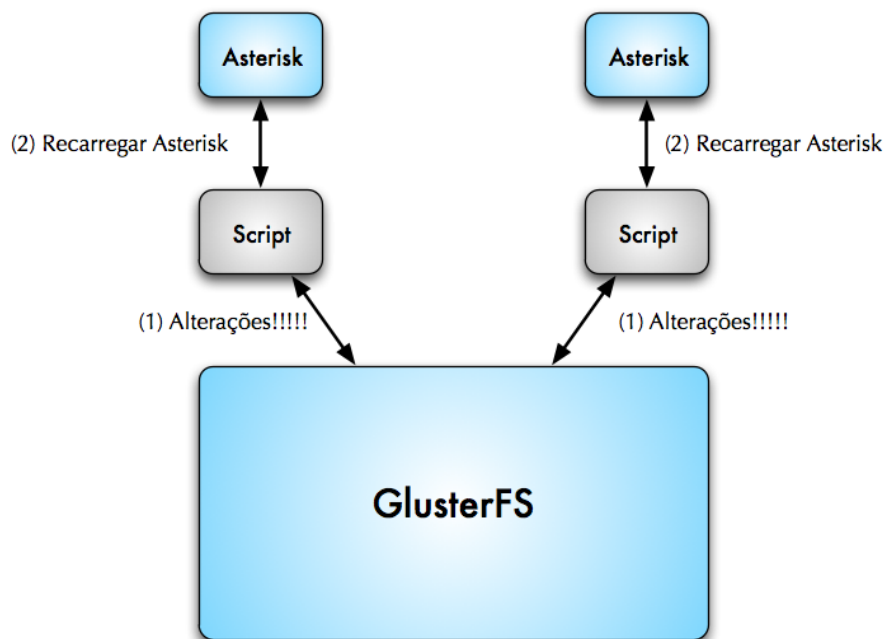 Asterisk
Asterisk
(2) Recarregar Asterisk
(2) Recarregar Asterisk
Script
Script
(1) Alterações!!!!!
(1) Alterações!!!!!
GlusterFS